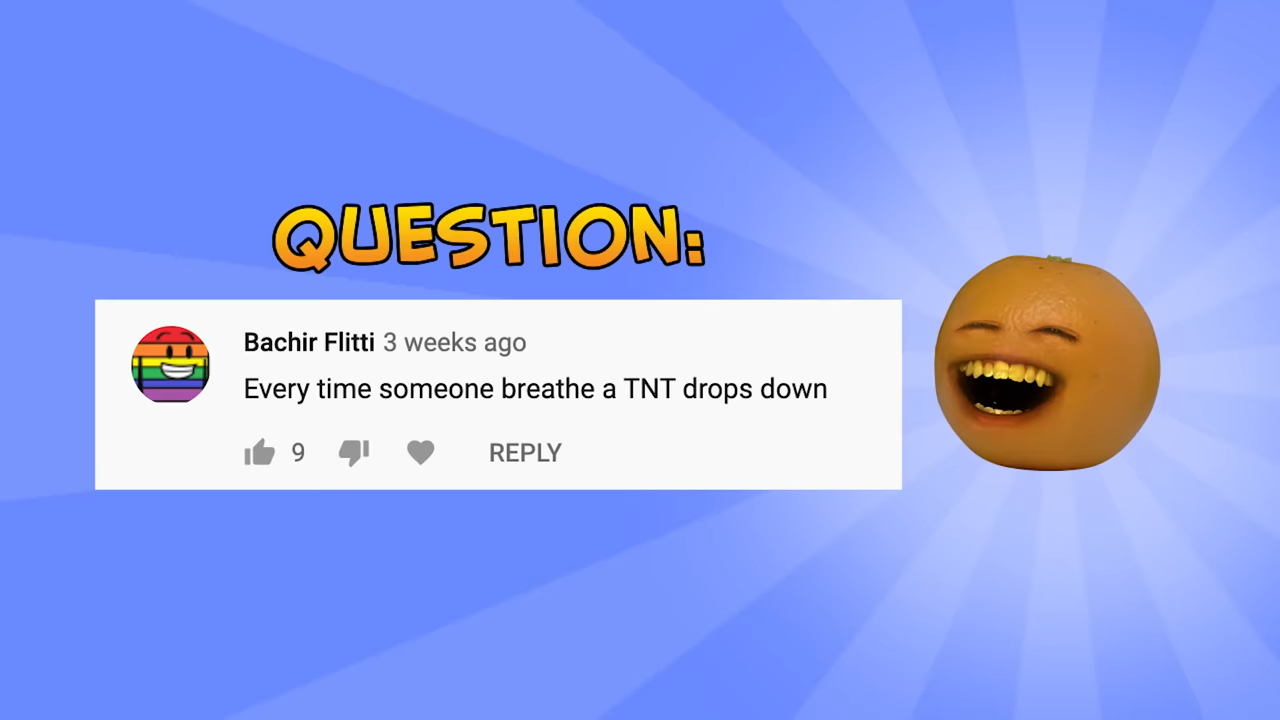 QUESTION:
Bachir Flitti 3 weeks ago
Every time someone breathe a TNT drops down
9 REPLY